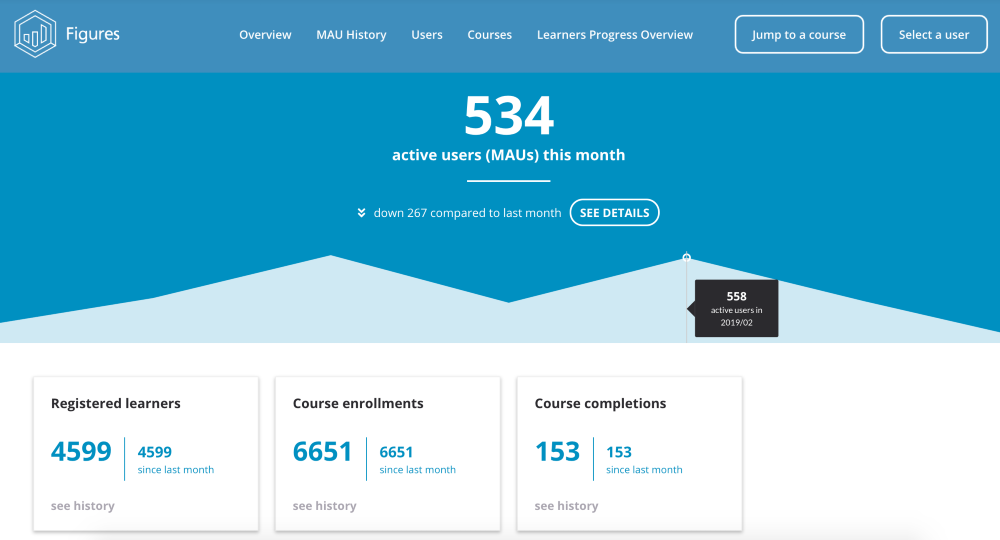 Figures
Overview
MAU History
Users
Courses
Learners Progress Overview
Jump to a course
Select a user
534
active users (MAUs) this month
down 267 compared to last month
SEE DETAILS
558
active users in
2019/02
Registered learners
4599
4599
since last month
see history
Course enrollments
6651
6651
since last month
see history
Course completions
153
153
since last month
see history